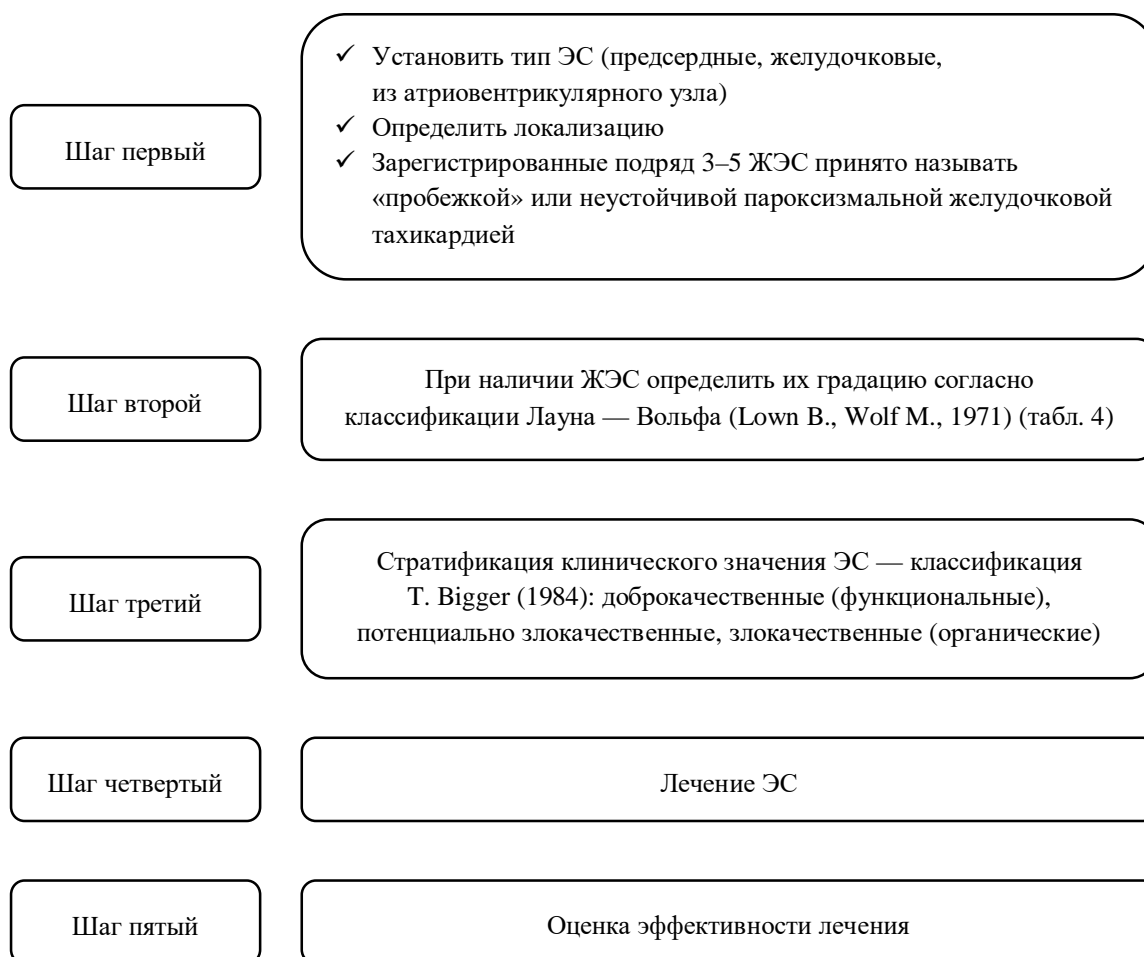 Шаг первый
✓ Установить тип ЭС (предсердные, желудочковые,
из атриовентрикулярного узла)
✓ Определить локализацию
✓ Зарегистрированные подряд 3–5 ЖЭС принято называть
«пробежкой» или неустойчивой пароксизмальной желудочковой
тахикардией
Шаг второй
При наличии ЖЭС определить их градацию согласно
классификации Лауна — Вольфа (Lown B., Wolf M., 1971) (табл. 4)
Шаг третий
Стратификация клинического значения ЭС — классификация
T. Bigger (1984): доброкачественные (функциональные),
потенциально злокачественные, злокачественные (органические)
Шаг четвертый
Лечение ЭС
Шаг пятый
Оценка эффективности лечения